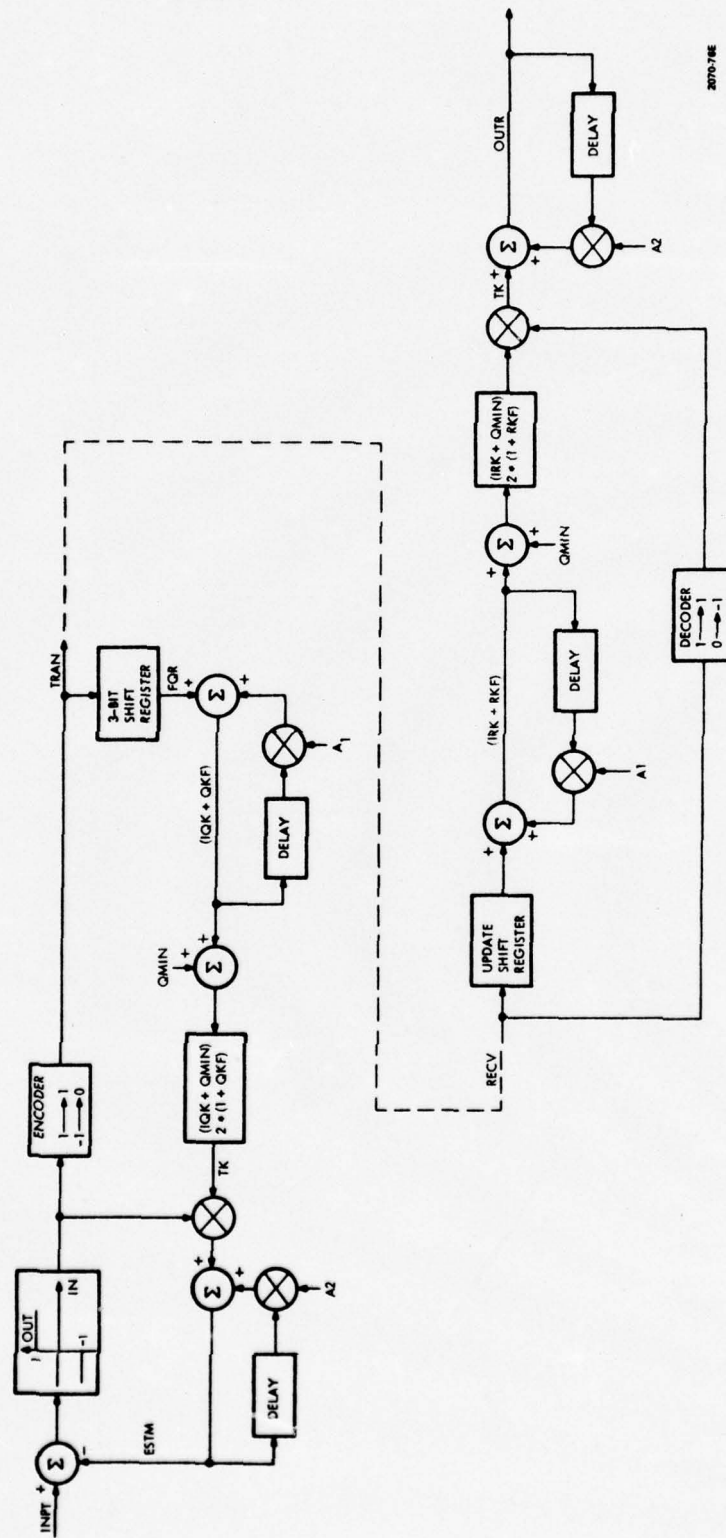 INPT
+
Σ
-
OUT
1
IN
-1
ENCODER
1 → 1
-1 → 0
TRAN
3-BIT
SHIFT
REGISTER
FQR
+
Σ
+
A1
DELAY
(IQK + QKF)
QMIN
+
+
Σ
(IQK + QMIN)
2 * (1 + QKF)
TK
+
Σ
+
A2
DELAY
ESTM
RECV
UPDATE
SHIFT
REGISTER
+
Σ
+
A1
DELAY
(IRK + RKF)
+
Σ
+
QMIN
(IRK + QMIN)
2 * (1 + RKF)
DECODER
1 → 1
0 → -1
TK
+
Σ
+
A2
DELAY
OUTR
2070-78E